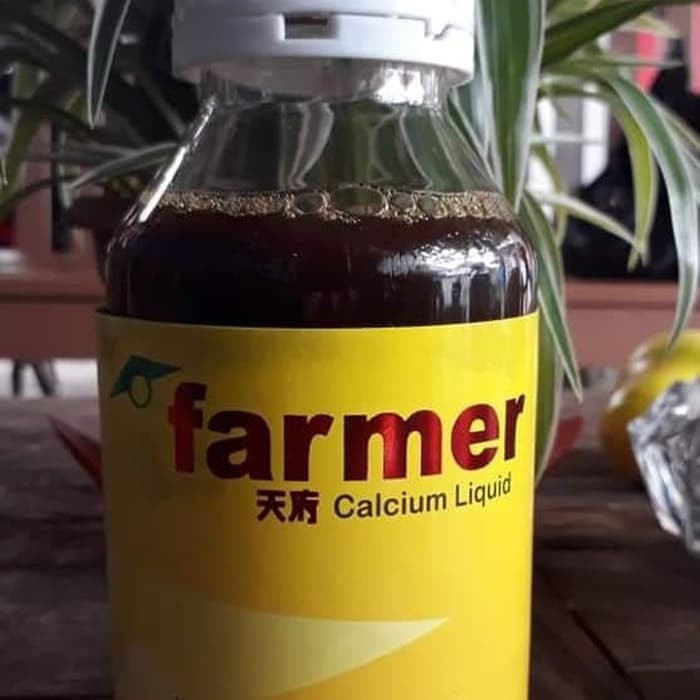 farmer
天府 Calcium Liquid